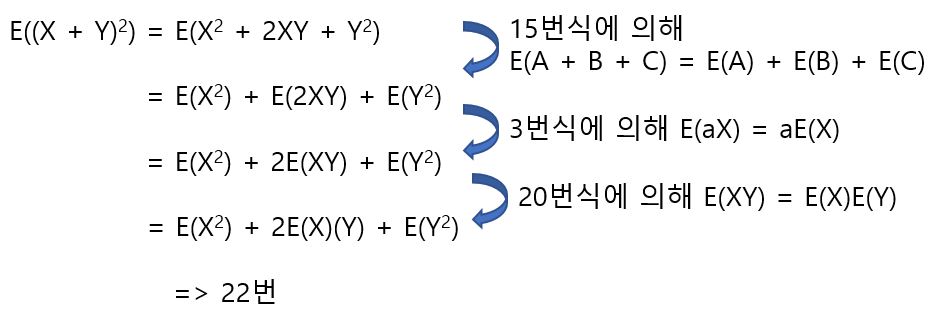 E((X + Y)²) = E(X² + 2XY + Y²)
15번식에 의해
E(A + B + C) = E(A) + E(B) + E(C)
= E(X²) + E(2XY) + E(Y²)
3번식에 의해 E(aX) = aE(X)
= E(X²) + 2E(XY) + E(Y²)
20번식에 의해 E(XY) = E(X)E(Y)
= E(X²) + 2E(X)(Y) + E(Y²)
=> 22번